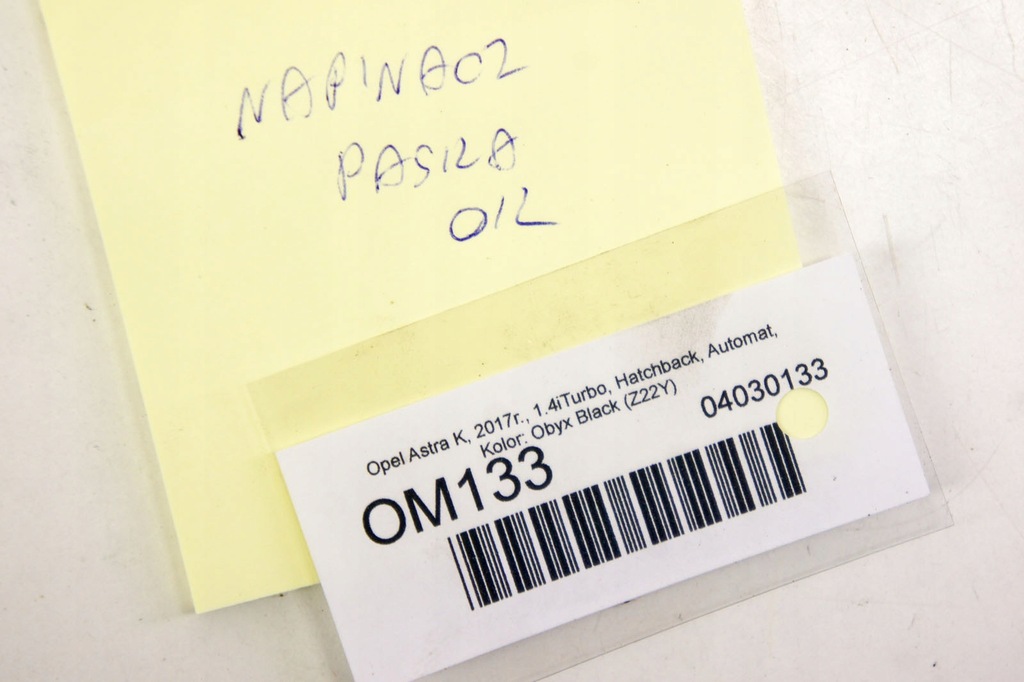 NAPINACZ
PASKA
OIL
Opel Astra K, 2017r., 1.4iTurbo, Hatchback, Automat,
Kolor: Obyx Black (Z22Y)
OM133
04030133